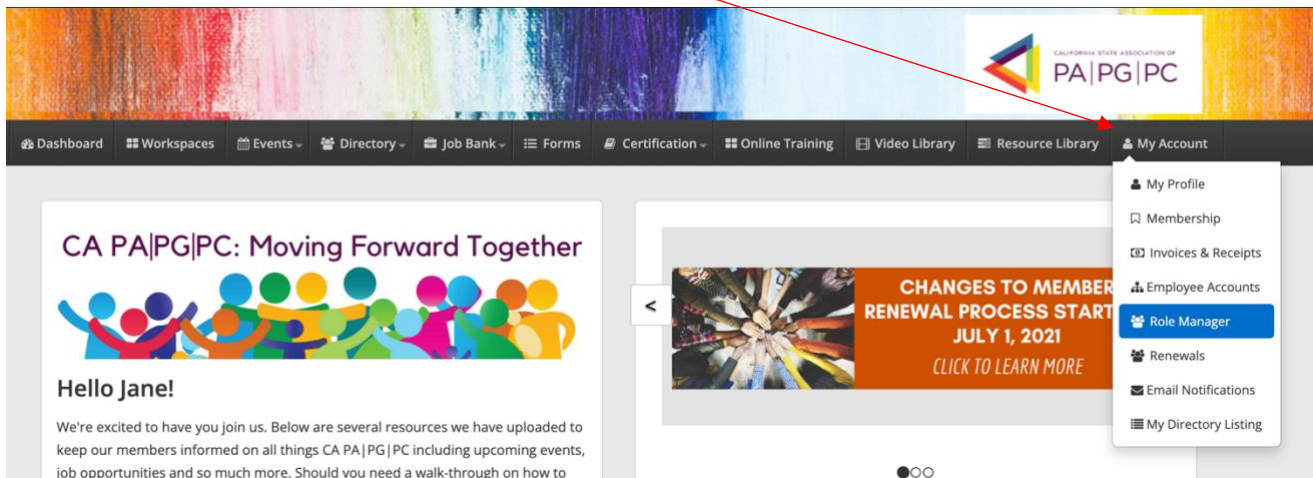 CALIFORNIA STATE ASSOCIATION OF
PA|PG|PC
Dashboard Workspaces Events Directory Job Bank Forms Certification Online Training Video Library Resource Library My Account
My Profile
Membership
Invoices & Receipts
Employee Accounts
Role Manager
Renewals
Email Notifications
My Directory Listing
CA PA|PG|PC: Moving Forward Together
Hello Jane!
We're excited to have you join us. Below are several resources we have uploaded to
keep our members informed on all things CA PA|PG|PC including upcoming events,
job opportunities and so much more. Should you need a walk-through on how to
<
CHANGES TO MEMBER
RENEWAL PROCESS START
JULY 1, 2021
CLICK TO LEARN MORE